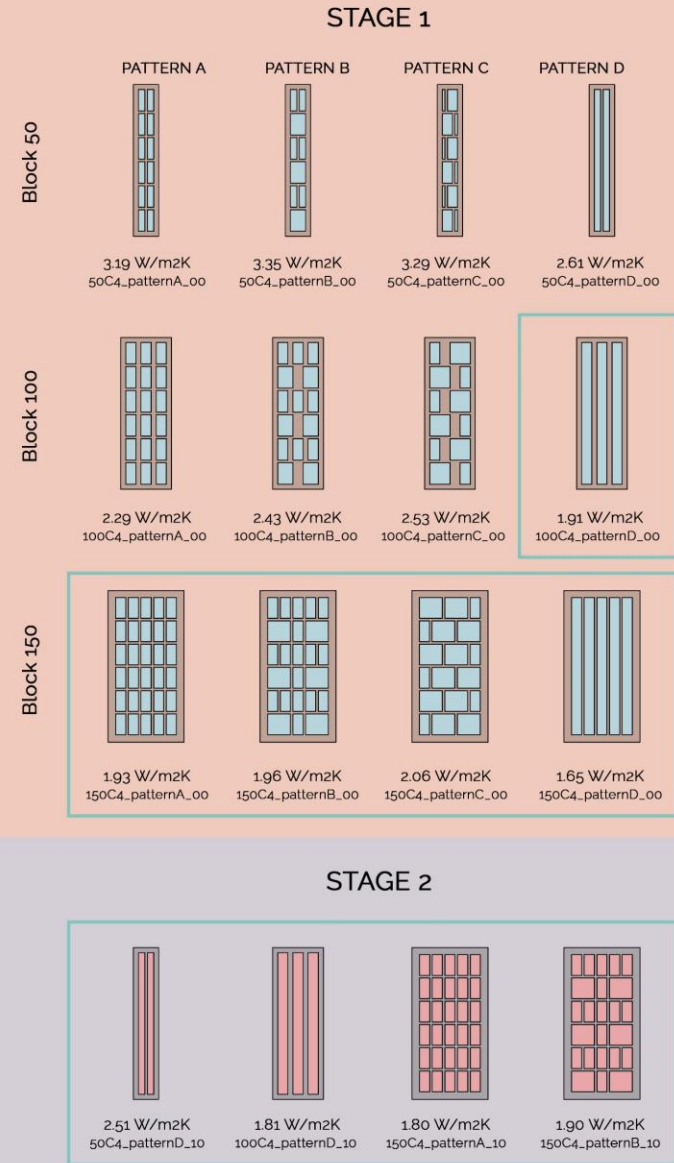 STAGE 1
PATTERN A PATTERN B PATTERN C PATTERN D
Block 50
3.19 W/m2K 3.35 W/m2K 3.29 W/m2K 2.61 W/m2K
50C4_patternA_00 50C4_patternB_00 50C4_patternC_00 50C4_patternD_00
Block 100
2.29 W/m2K 2.43 W/m2K 2.53 W/m2K 1.91 W/m2K
100C4_patternA_00 100C4_patternB_00 100C4_patternC_00 100C4_patternD_00
Block 150
1.93 W/m2K 1.96 W/m2K 2.06 W/m2K 1.65 W/m2K
150C4_patternA_00 150C4_patternB_00 150C4_patternC_00 150C4_patternD_00
STAGE 2
2.51 W/m2K 1.81 W/m2K 1.80 W/m2K 1.90 W/m2K
50C4_patternD_10 100C4_patternD_10 150C4_patternA_10 150C4_patternB_10